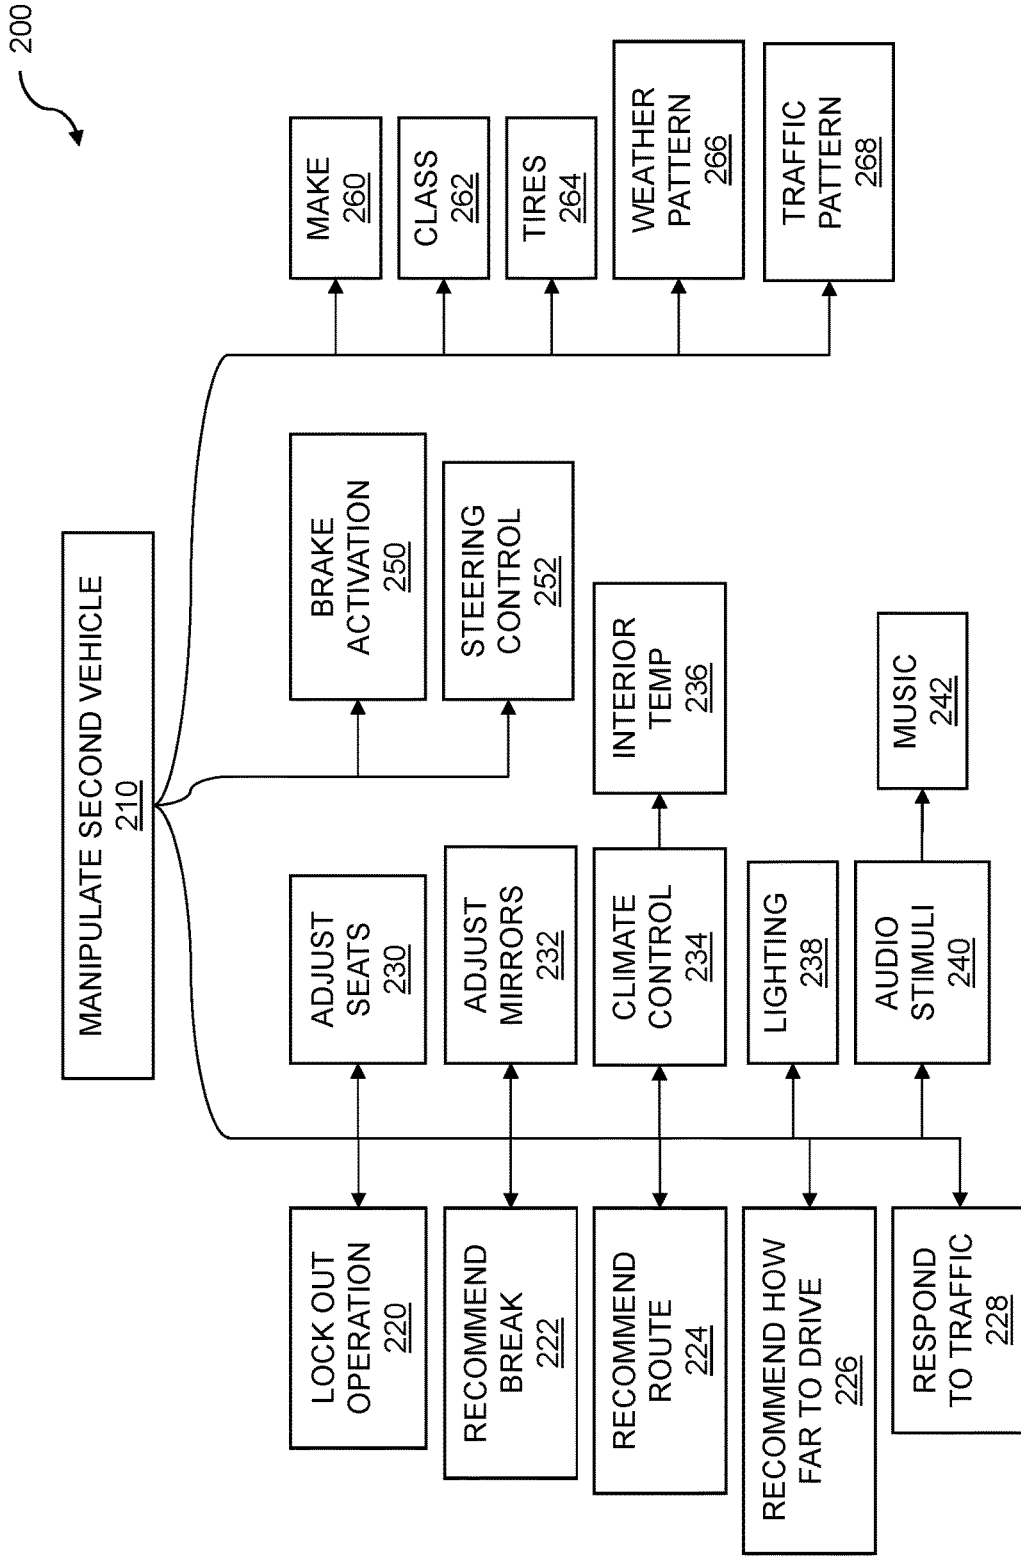 200
MANIPULATE SECOND VEHICLE
210
LOCK OUT
OPERATION
220
RECOMMEND
BREAK
222
RECOMMEND
ROUTE
224
RECOMMEND HOW
FAR TO DRIVE
226
RESPOND
TO TRAFFIC
228
ADJUST
SEATS
230
ADJUST
MIRRORS
232
CLIMATE
CONTROL
234
INTERIOR
TEMP
236
LIGHTING
238
AUDIO
STIMULI
240
MUSIC
242
BRAKE
ACTIVATION
250
STEERING
CONTROL
252
MAKE
260
CLASS
262
TIRES
264
WEATHER
PATTERN
266
TRAFFIC
PATTERN
268